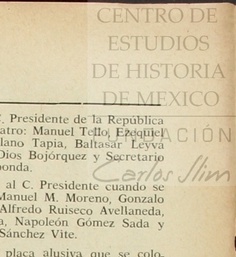 CENTRO DE
ESTUDIOS
DE HISTORIA
DE MEXICO
FUNDACIÓN
Carlos Slim
C. Presidente de la República
atro: Manuel Tello, Ezequiel
lano Tapia, Baltasar Leyva
Dios Bojórquez y Secretario
onda.
al C. Presidente cuando se
Manuel M. Moreno, Gonzalo
Alfredo Ruiseco Avellaneda,
a, Napoleón Gómez Sada y
Sánchez Vite.
placa alusiva que se colo-